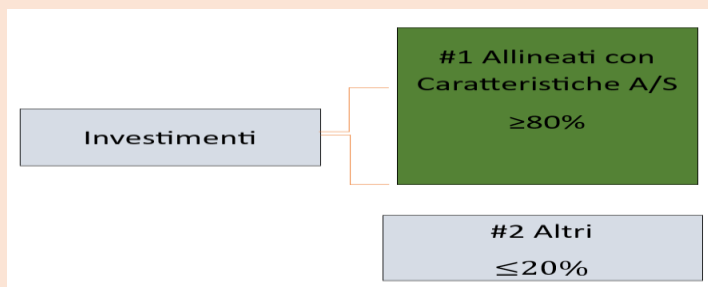 Investimenti
#1 Allineati con
Caratteristiche A/S
≥80%
#2 Altri
≤20%